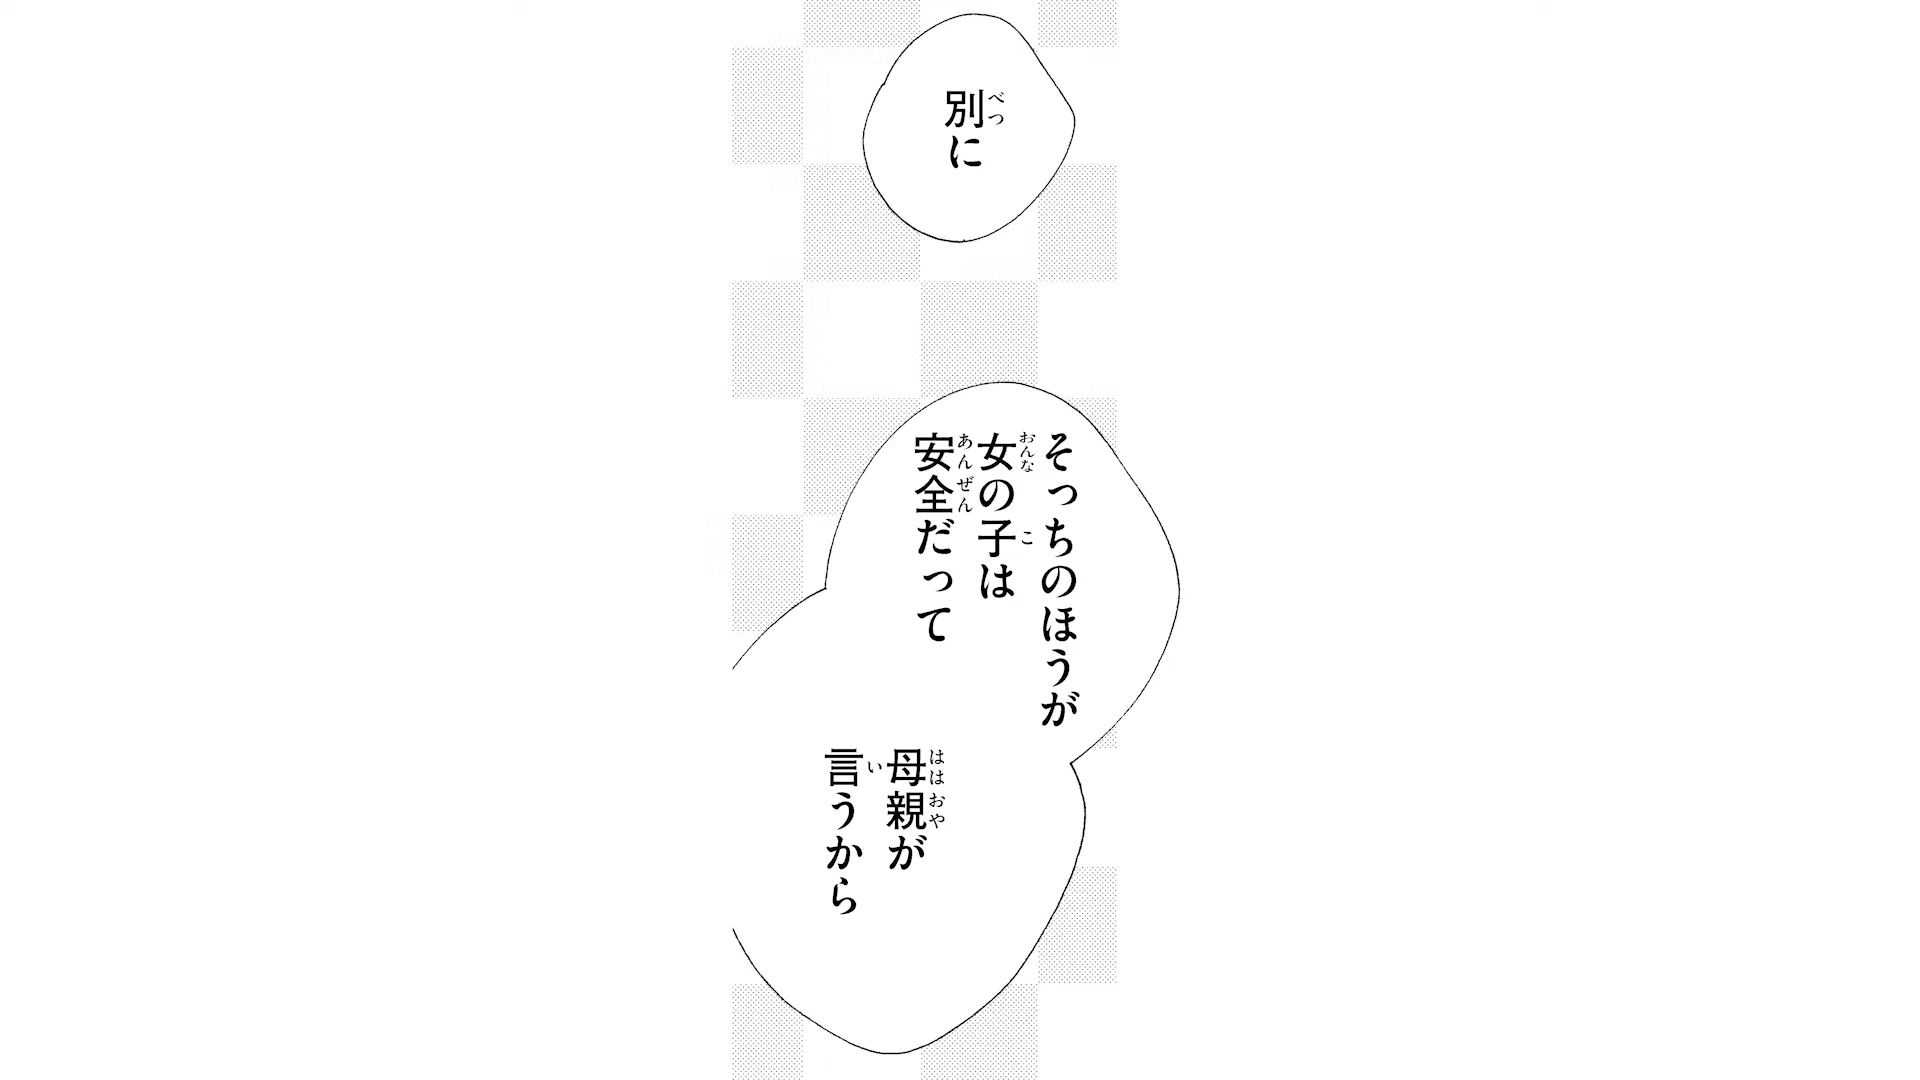 別に
そっちのほうが
女の子は
安全だって
母親が
言うから